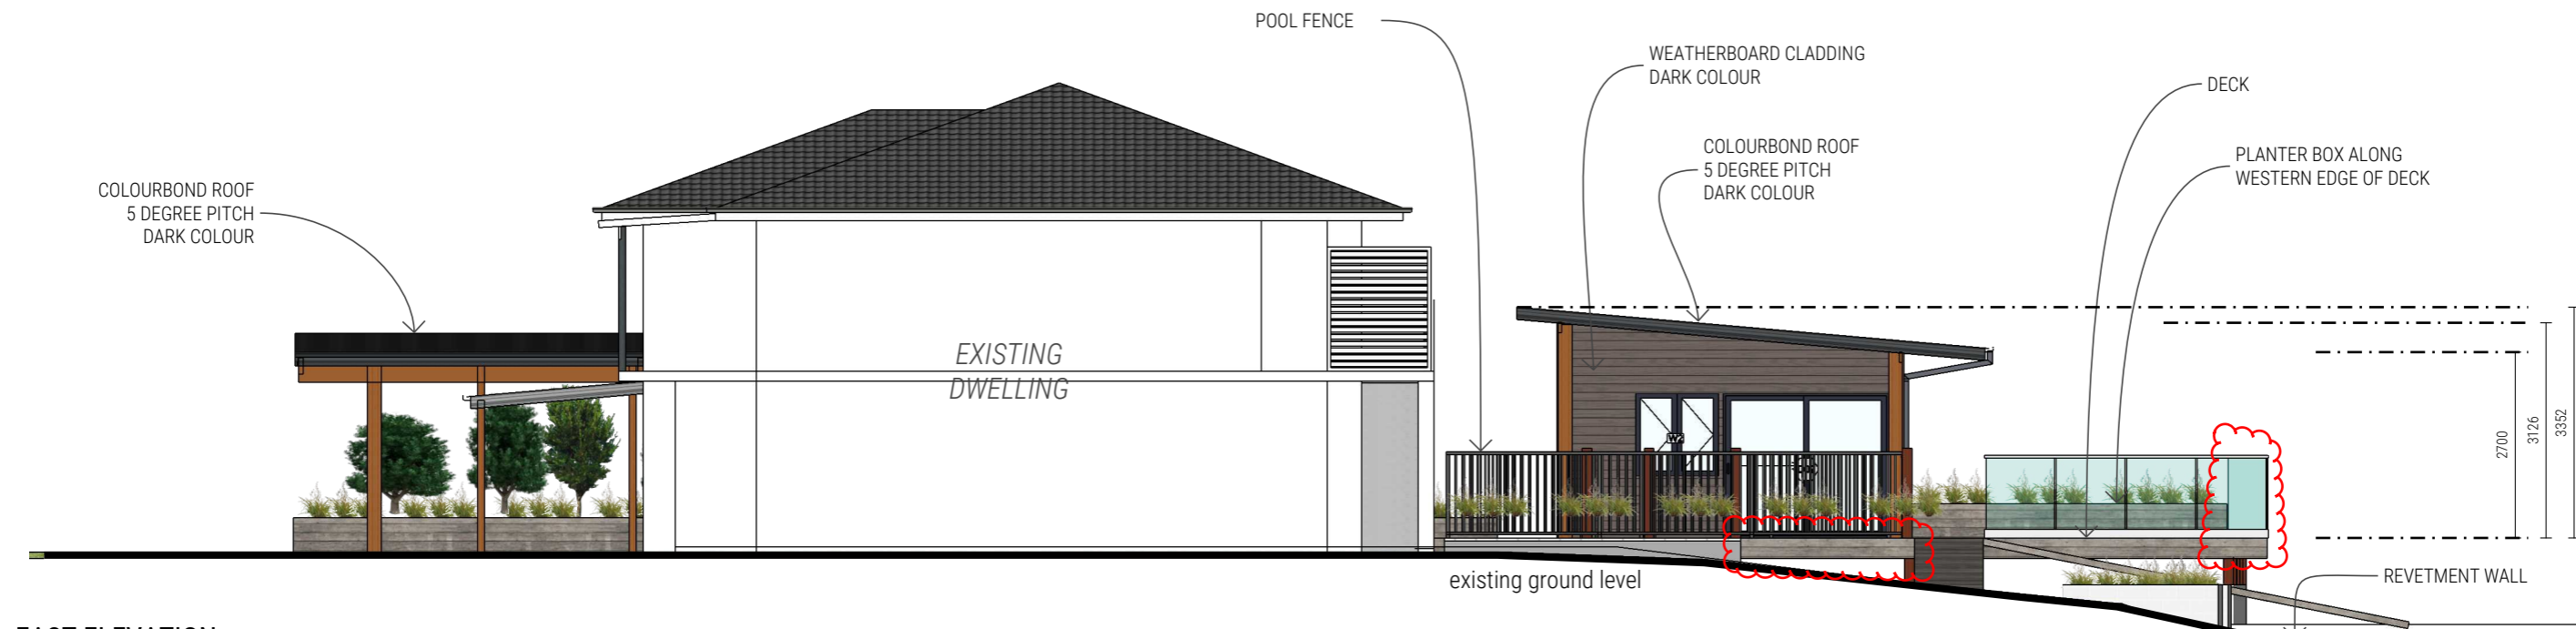 POOL FENCE
WEATHERBOARD CLADDING
DARK COLOUR
DECK
COLOURBOND ROOF
5 DEGREE PITCH
DARK COLOUR
PLANTER BOX ALONG
WESTERN EDGE OF DECK
COLOURBOND ROOF
5 DEGREE PITCH
DARK COLOUR
EXISTING
DWELLING
W2
2700
3126
3352
existing ground level
REVETMENT WALL
EAST ELEVATION